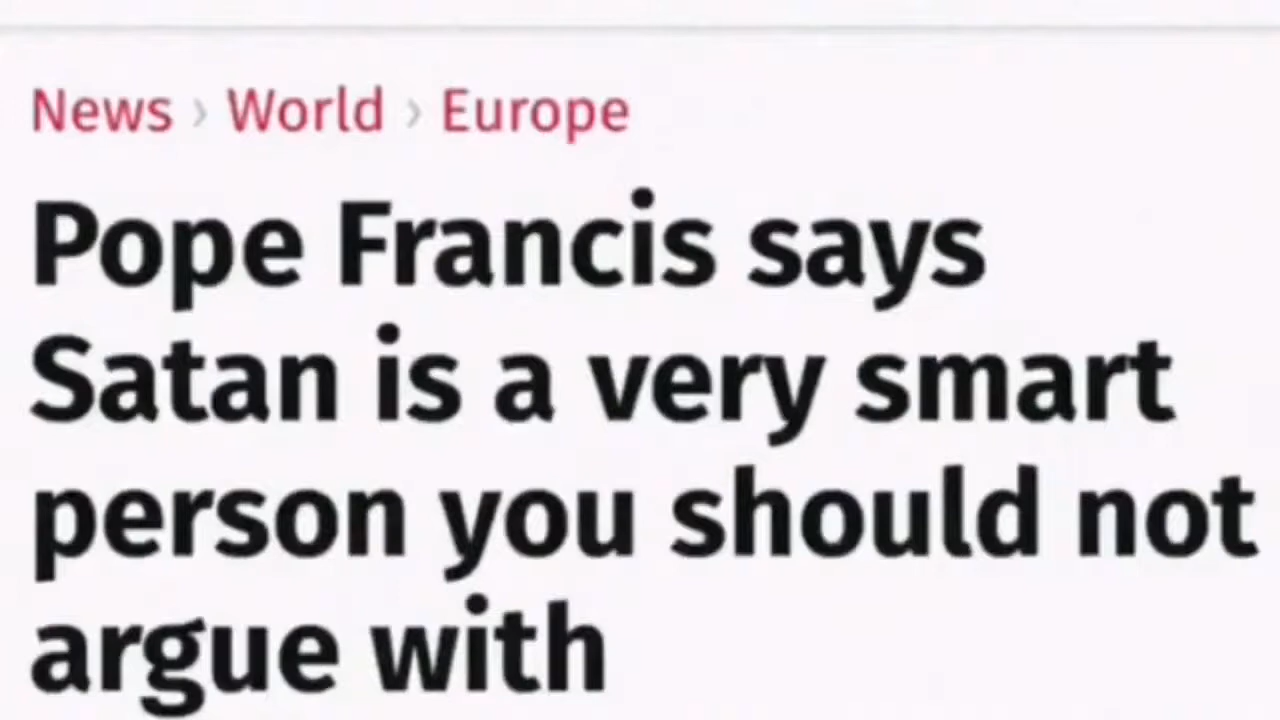 News › World › Europe
Pope Francis says
Satan is a very smart
person you should not
argue with